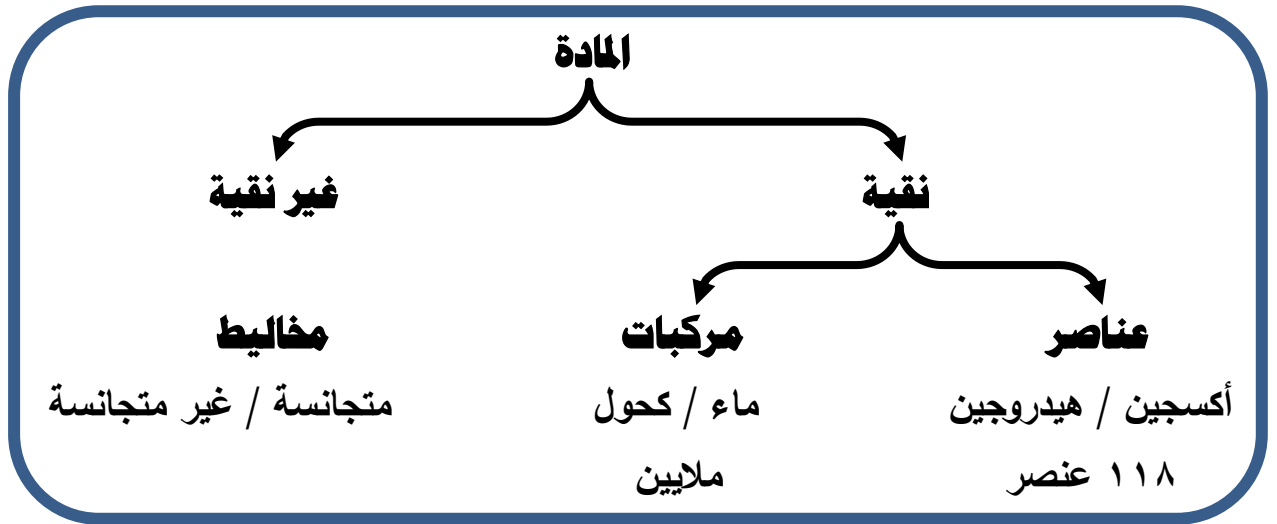 المادة
نقية
غير نقية
عناصر
مركبات
مخاليط
أكسجين / هيدروجين
ماء / كحول
متجانسة / غير متجانسة
١١٨ عنصر
ملايين